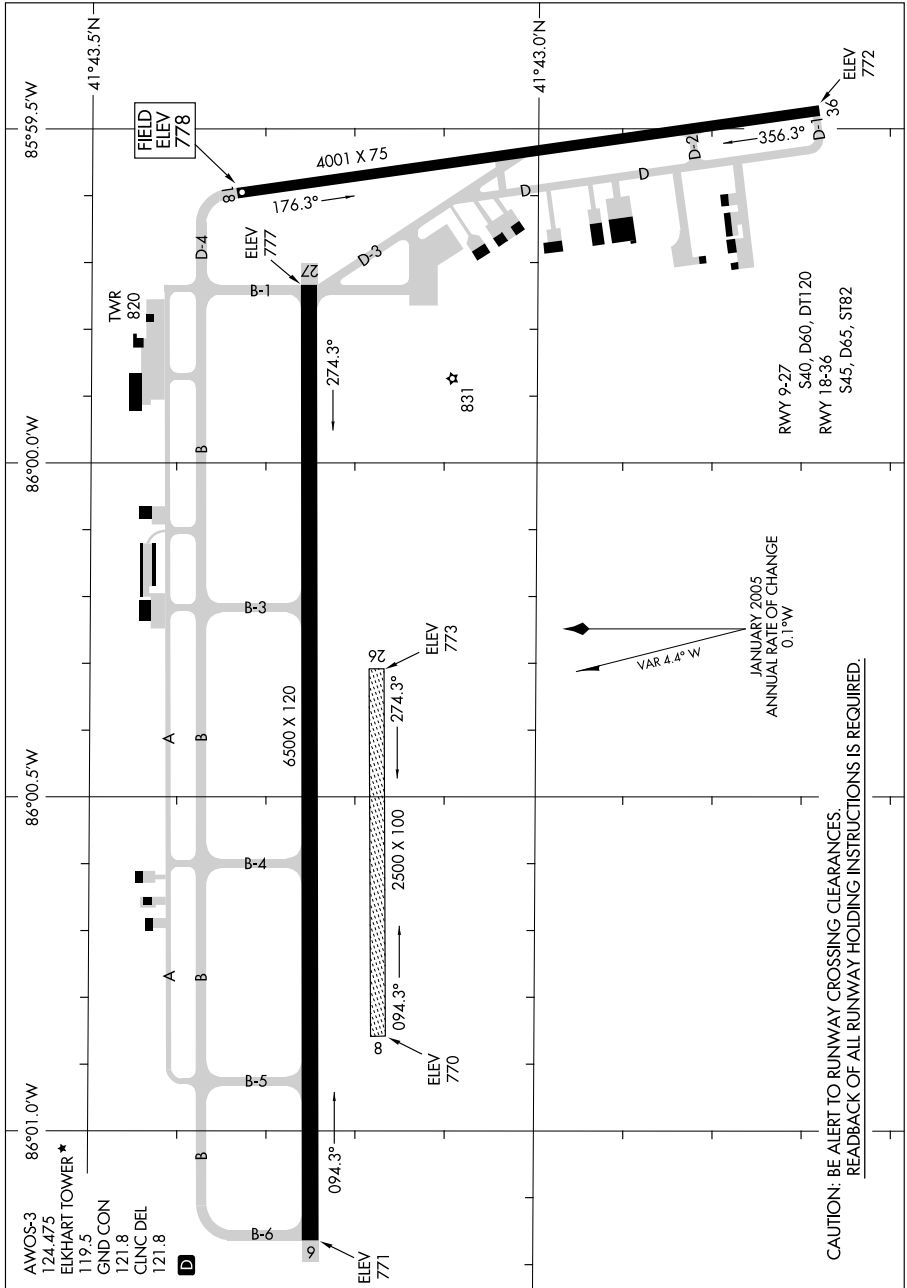 AWOS-3
124.475
ELKHART TOWER ★
119.5
GND CON
121.8
CLNC DEL
121.8
D
86°01.0'W
86°00.5'W
86°00.0'W
85°59.5'W
41°43.5'N
41°43.0'N
FIELD
ELEV
778
18
176.3°
4001 X 75
356.3°
36
ELEV
772
D-4
D-3
D
D
D-2
D-1
TWR
820
ELEV
777
27
B-1
274.3°
831
A
A
B
B
B
B
B-3
B-4
B-5
B-6
6500 X 120
9
094.3°
ELEV
771
26
ELEV
773
274.3°
2500 X 100
094.3°
8
ELEV
770
RWY 9-27
S40, D60, DT120
RWY 18-36
S45, D65, ST82
VAR 4.4° W
JANUARY 2005
ANNUAL RATE OF CHANGE
0.1°W
CAUTION: BE ALERT TO RUNWAY CROSSING CLEARANCES.
READBACK OF ALL RUNWAY HOLDING INSTRUCTIONS IS REQUIRED.